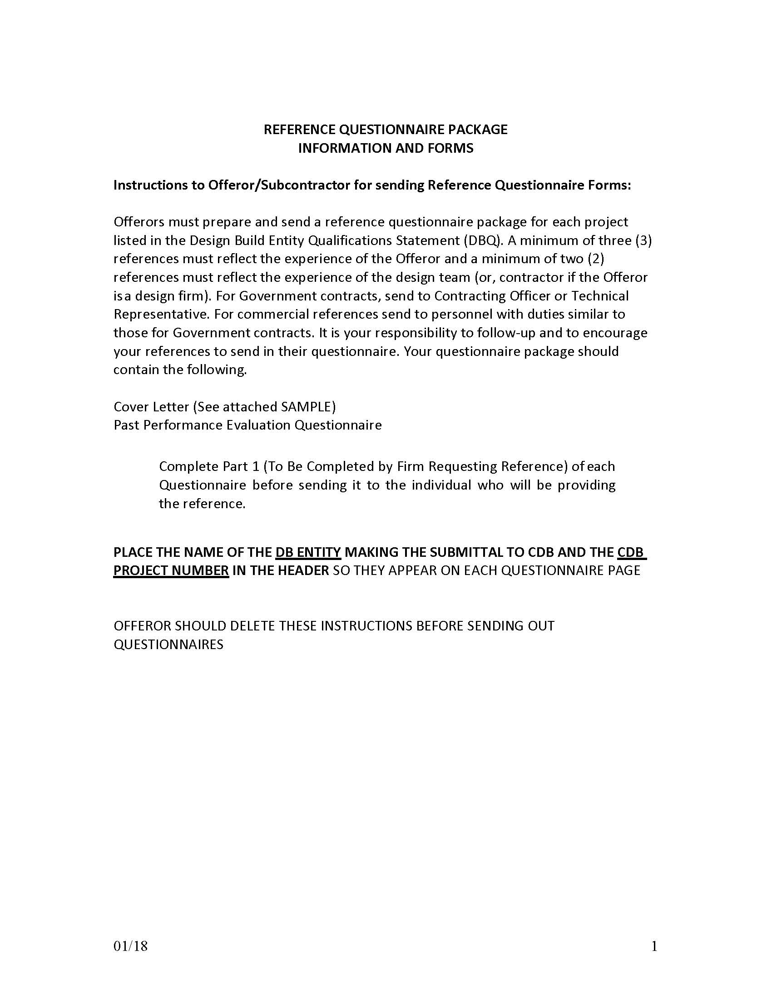 REFERENCE QUESTIONNAIRE PACKAGE
INFORMATION AND FORMS
Instructions to Offeror/Subcontractor for sending Reference Questionnaire Forms:
Offerors must prepare and send a reference questionnaire package for each project
listed in the Design Build Entity Qualifications Statement (DBQ). A minimum of three (3)
references must reflect the experience of the Offeror and a minimum of two (2)
references must reflect the experience of the design team (or, contractor if the Offeror
is a design firm). For Government contracts, send to Contracting Officer or Technical
Representative. For commercial references send to personnel with duties similar to
those for Government contracts. It is your responsibility to follow-up and to encourage
your references to send in their questionnaire. Your questionnaire package should
contain the following.
Cover Letter (See attached SAMPLE)
Past Performance Evaluation Questionnaire
Complete Part 1 (To Be Completed by Firm Requesting Reference) of each
Questionnaire before sending it to the individual who will be providing
the reference.
PLACE THE NAME OF THE DB ENTITY MAKING THE SUBMITTAL TO CDB AND THE CDB
PROJECT NUMBER IN THE HEADER SO THEY APPEAR ON EACH QUESTIONNAIRE PAGE
OFFEROR SHOULD DELETE THESE INSTRUCTIONS BEFORE SENDING OUT
QUESTIONNAIRES
01/18 1